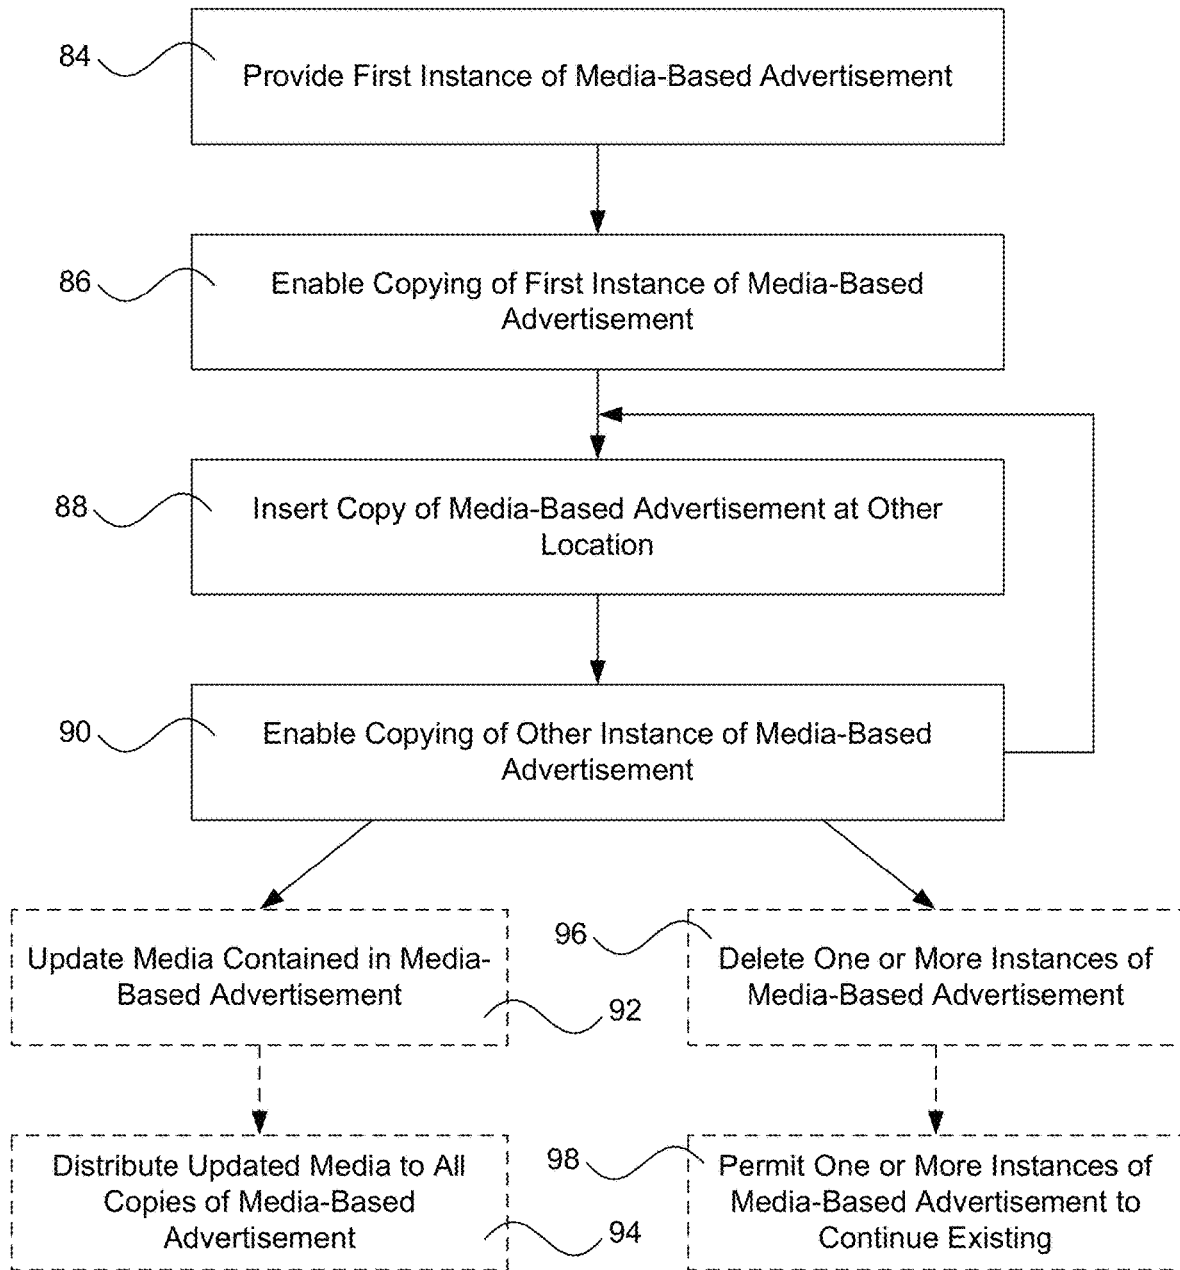 84
Provide First Instance of Media-Based Advertisement
86
Enable Copying of First Instance of Media-Based
Advertisement
88
Insert Copy of Media-Based Advertisement at Other
Location
90
Enable Copying of Other Instance of Media-Based
Advertisement
Update Media Contained in Media-
Based Advertisement
92
96
Delete One or More Instances of
Media-Based Advertisement
Distribute Updated Media to All
Copies of Media-Based
Advertisement
94
98
Permit One or More Instances of
Media-Based Advertisement to
Continue Existing